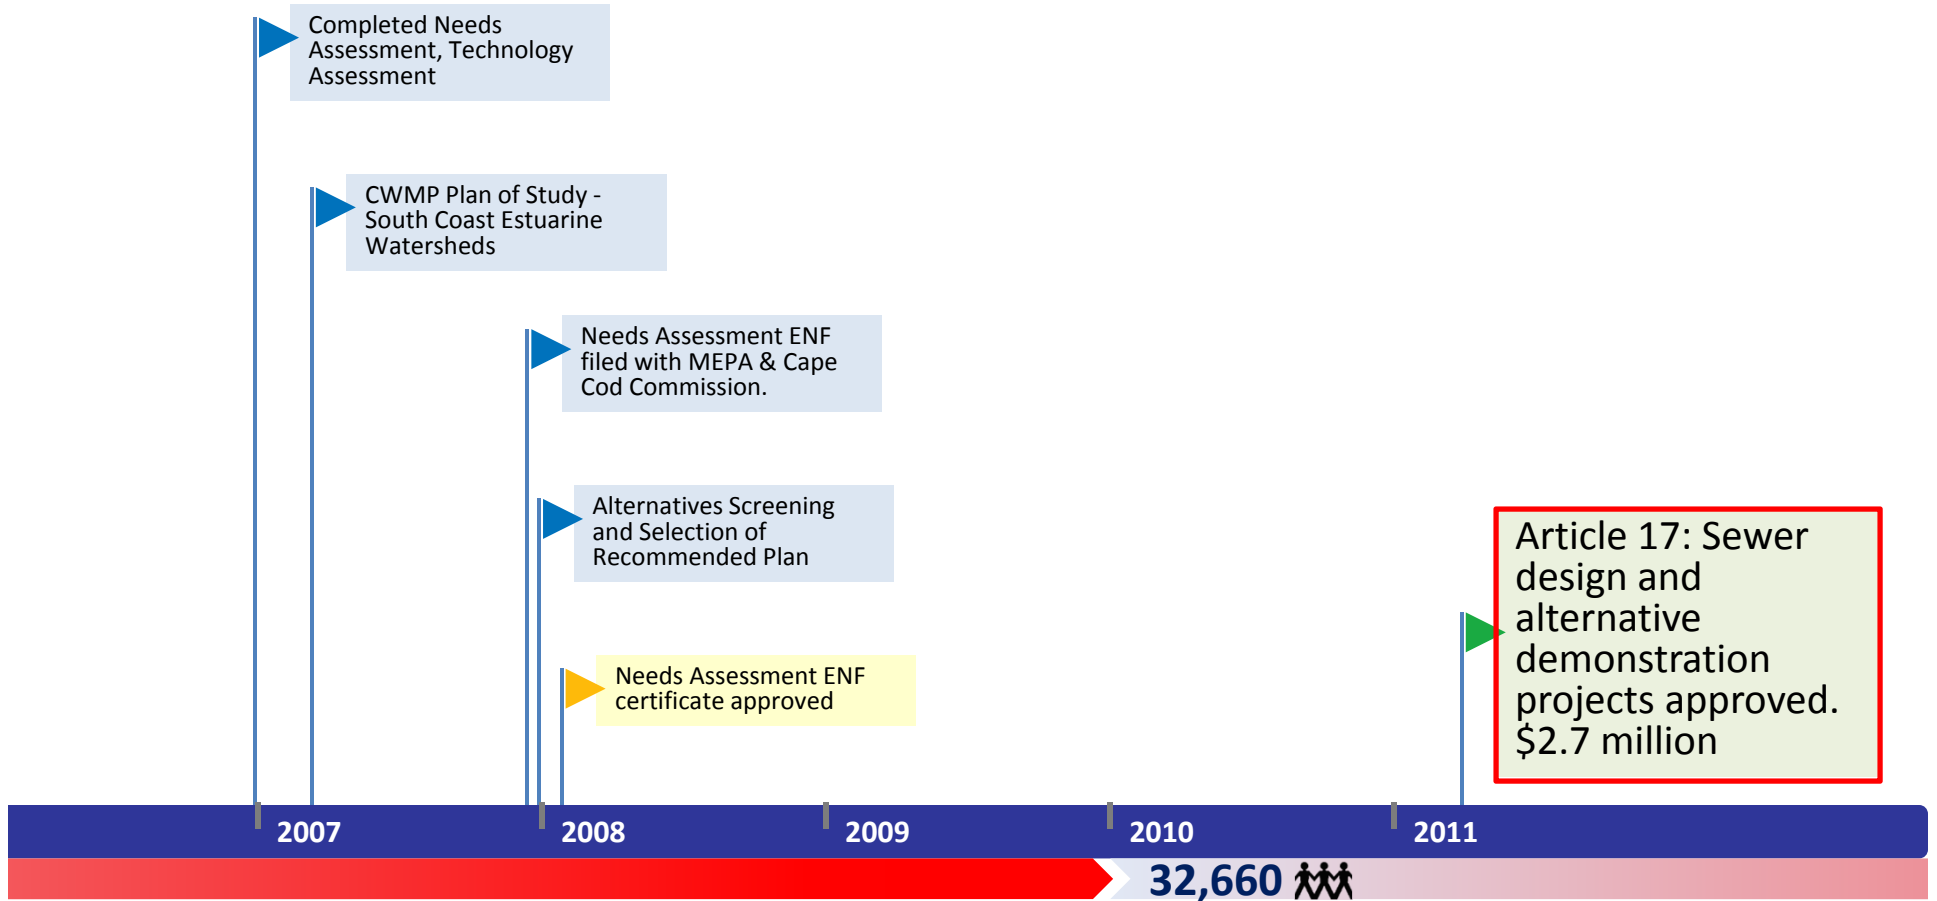 Completed Needs
Assessment, Technology
Assessment
CWMP Plan of Study -
South Coast Estuarine
Watersheds
Needs Assessment ENF
filed with MEPA & Cape
Cod Commission.
Alternatives Screening
and Selection of
Recommended Plan
Needs Assessment ENF
certificate approved
Article 17: Sewer
design and
alternative
demonstration
projects approved.
$2.7 million
2007
2008
2009
2010
2011
32,660